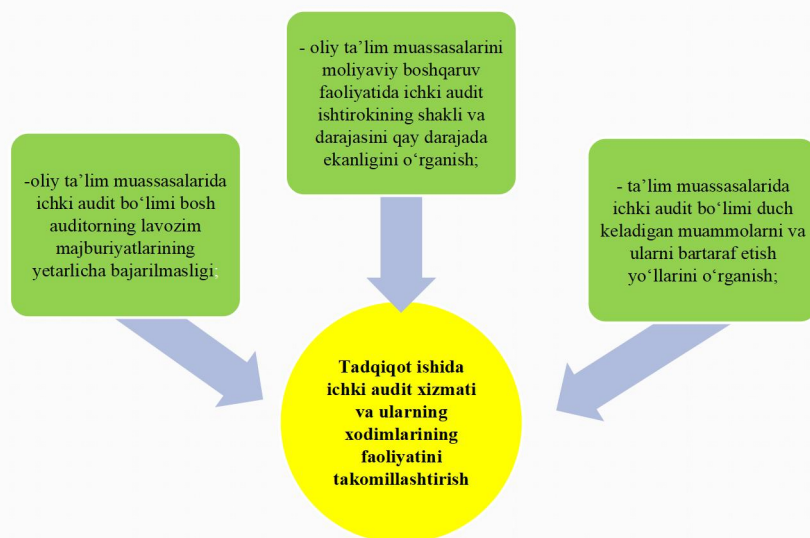 -oliy ta’lim muassasalarida
ichki audit bo‘limi bosh
auditorning lavozim
majburiyatlarining
yetarlicha bajarilmasligi;
- oliy ta’lim muassasalarini
moliyaviy boshqaruv
faoliyatida ichki audit
ishtirokining shakli va
darajasini qay darajada
ekanligini o‘rganish;
- ta’lim muassasalarida
ichki audit bo‘limi duch
keladigan muammolarni va
ularni bartaraf etish
yo‘llarini o‘rganish;
Tadqiqot ishida
ichki audit xizmati
va ularning
xodimlarining
faoliyatini
takomillashtirish